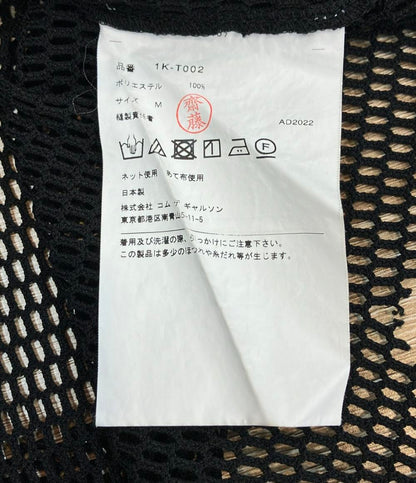 品番 1K-T002
ポリエステル 100%
サイズ M
縫製責任者 齋藤 AD2022
ネット使用 あて布使用
日本製
株式会社 コム デ ギャルソン
東京都港区南青山5-11-5
着用及び洗濯の際、引っかけにご注意下さい。
この製品は多少のほつれや糸だれ等が生じます。